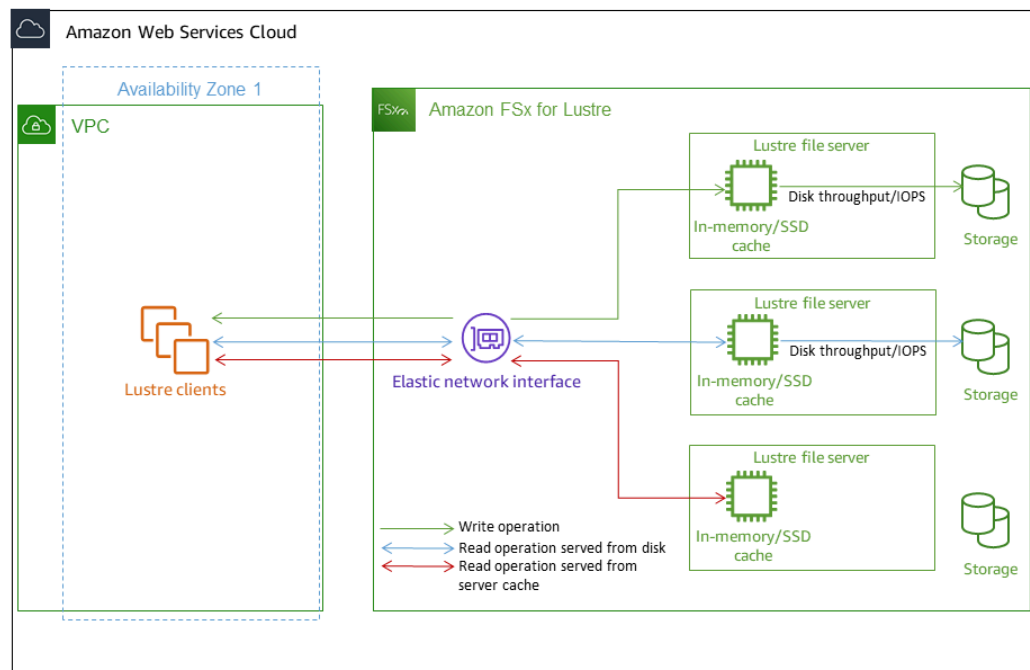 Amazon Web Services Cloud
Availability Zone 1
VPC
FSx
Amazon FSx for Lustre
Lustre file server
Disk throughput/IOPS
In-memory/SSD
cache
Storage
Lustre file server
Disk throughput/IOPS
In-memory/SSD
cache
Storage
Lustre clients
Elastic network interface
Lustre file server
In-memory/SSD
cache
Storage
Write operation
Read operation served from disk
Read operation served from
server cache